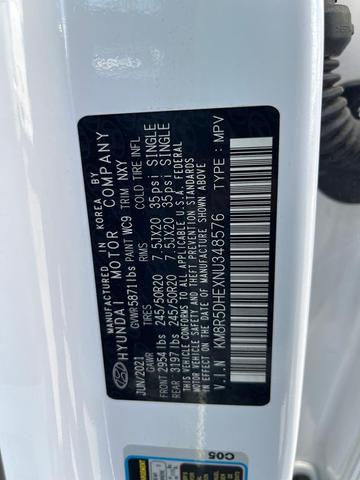 MANUFACTURED IN KOREA BY
HYUNDAI MOTOR COMPANY
JUN/2021 GVWR 5871 lbs PAINT WC9 TRIM NXY
GAWR TIRES RIMS COLD TIRE INFL.
FRONT 2954 lbs 245/50R20 7.5JX20 35psi SINGLE
REAR 3197 lbs 245/50R20 7.5JX20 35psi SINGLE
THIS VEHICLE CONFORMS TO ALL APPLICABLE U.S.A. FEDERAL
MOTOR VEHICLE SAFETY, BUMPER, AND THEFT PREVENTION
STANDARDS IN EFFECT ON THE DATE OF MANUFACTURE SHOWN ABOVE.
V.I.N KM8R5DHEXNU348576 TYPE : MPV
C05